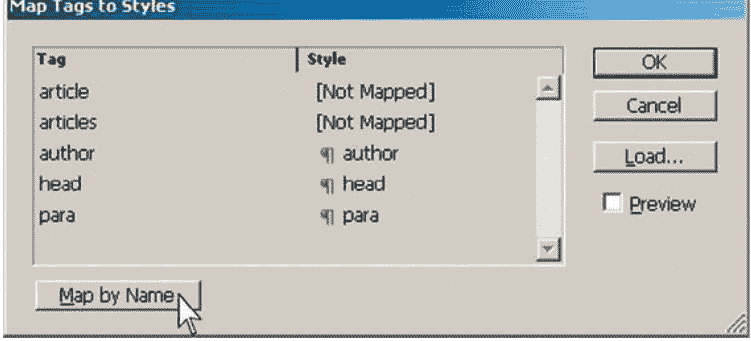 Map Tags to Styles
Tag Style
article [Not Mapped]
articles [Not Mapped]
author ¶ author
head ¶ head
para ¶ para
OK
Cancel
Load...
Preview
Map by Name